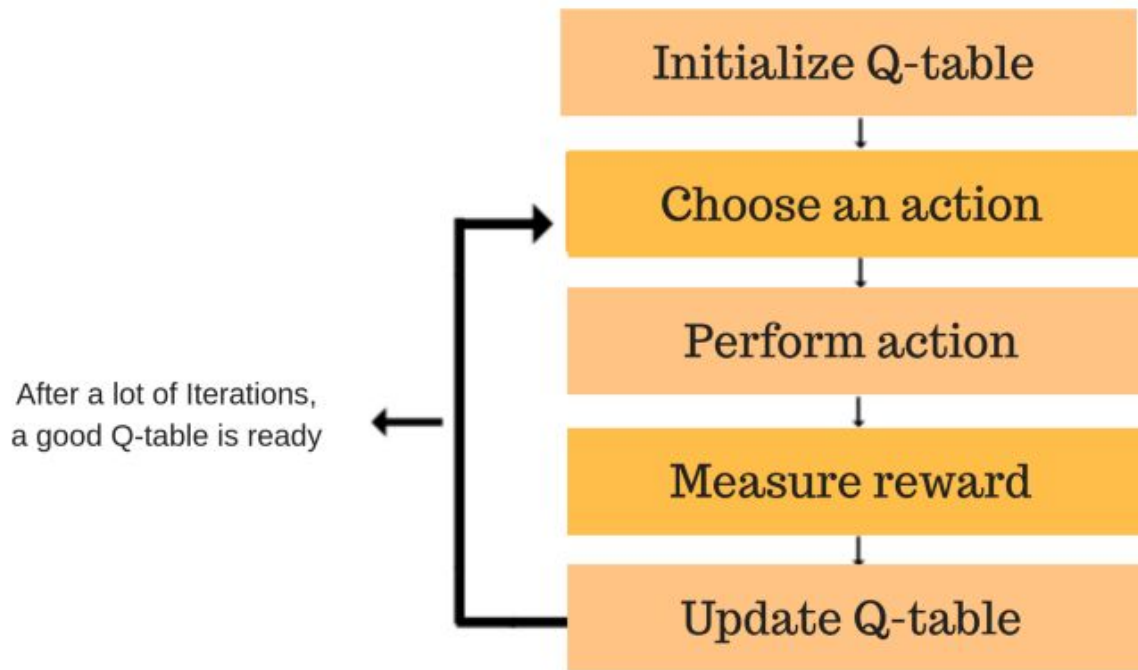 Initialize Q-table
Choose an action
Perform action
After a lot of Iterations,
a good Q-table is ready
Measure reward
Update Q-table